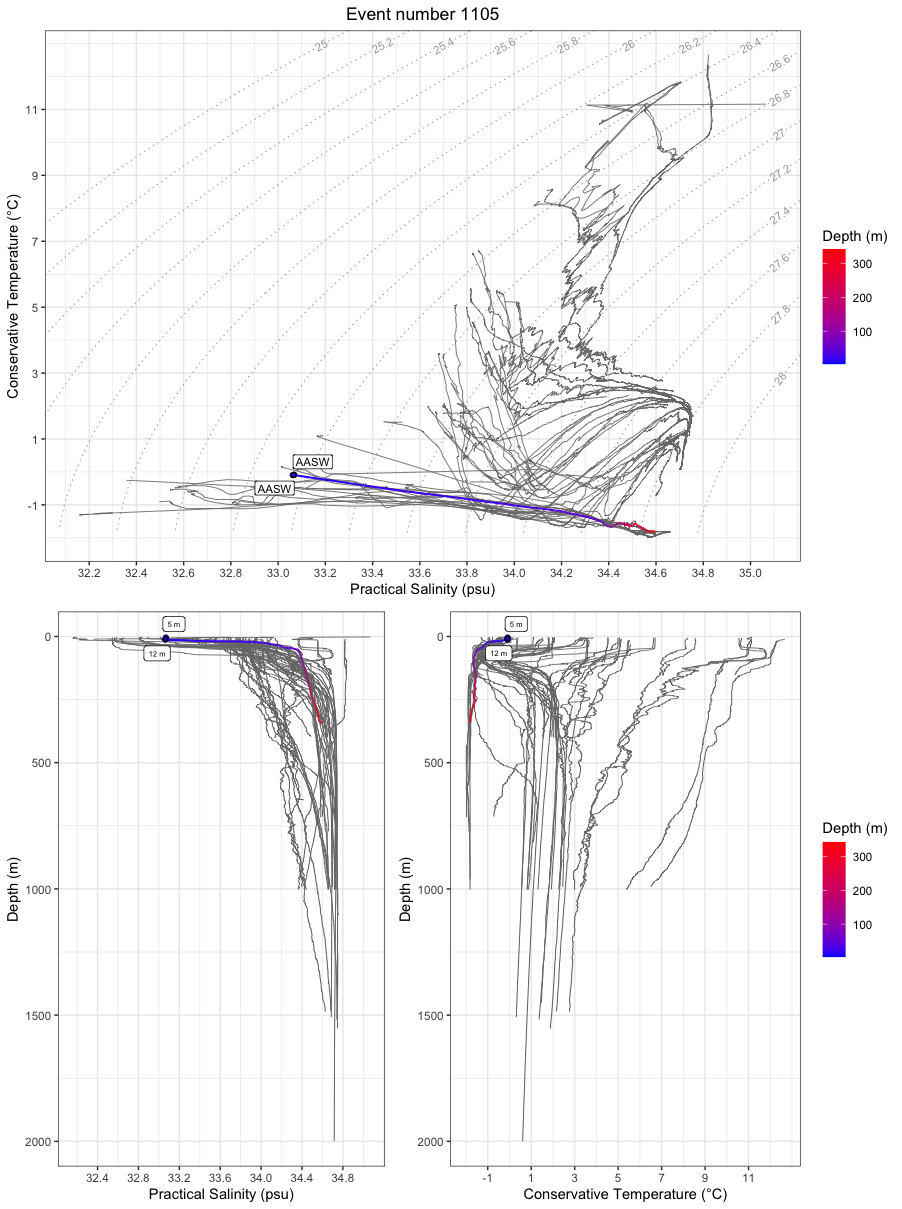 Event number 1105
25
25.2
25.4
25.6
25.8
26
26.2
26.4
26.6
26.8
27
27.2
27.4
27.6
27.8
28
11
9
7
5
3
1
-1
Conservative Temperature (°C)
AASW
AASW
32.2 32.4 32.6 32.8 33.0 33.2 33.4 33.6 33.8 34.0 34.2 34.4 34.6 34.8 35.0
Practical Salinity (psu)
Depth (m)
300
200
100
0
500
1000
1500
2000
Depth (m)
5 m
12 m
32.4 32.8 33.2 33.6 34.0 34.4 34.8
Practical Salinity (psu)
0
500
1000
1500
2000
Depth (m)
5 m
12 m
-1 1 3 5 7 9 11
Conservative Temperature (°C)
Depth (m)
300
200
100